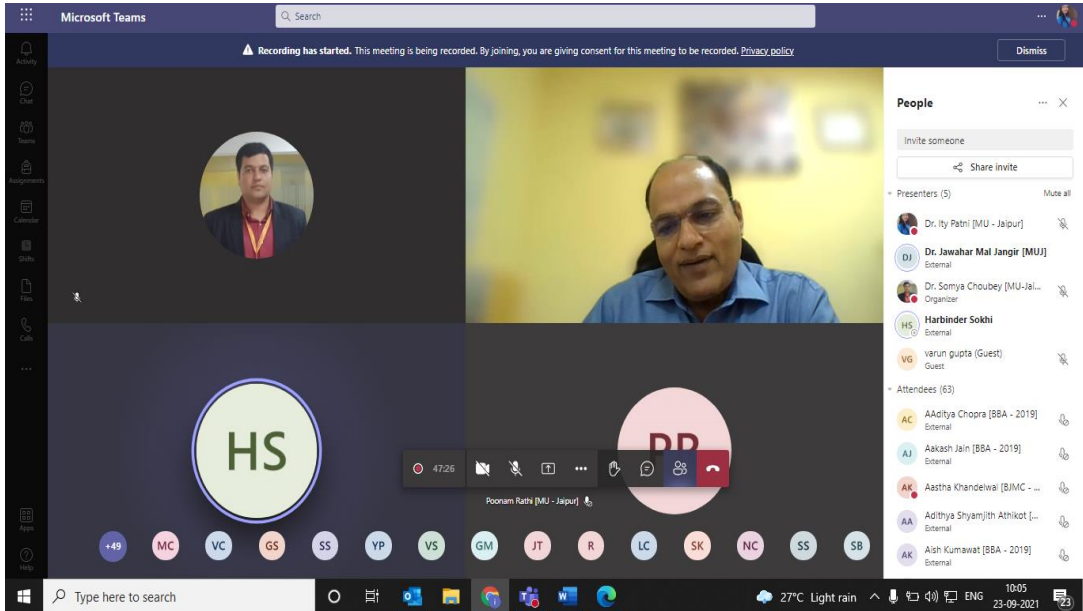 Microsoft Teams
Search
Recording has started. This meeting is being recorded. By joining, you are giving consent for this meeting to be recorded. Privacy policy
Dismiss
Activity
Chat
Teams
Assignments
Calendar
Shifts
Files
Calls
Apps
Help
HS
47:26
Poonam Rathi [MU - Jaipur]
+49
MC
VC
GS
SS
YP
VS
GM
JT
R
LC
SK
NC
SS
SB
People
Invite someone
Share invite
Presenters (5)
Mute all
Dr. Ity Patni [MU - Jaipur]
DJ
Dr. Jawahar Mal Jangir [MUJ]
External
Dr. Somya Choubey [MU-Jai...
Organizer
HS
Harbinder Sokhi
External
VG
varun gupta (Guest)
Guest
Attendees (63)
AC
AAditya Chopra [BBA - 2019]
External
AJ
Aakash Jain [BBA - 2019]
External
AK
Aastha Khandelwal [BJMC - ...
AA
Adithya Shyamjith Athikot [...
External
AK
Aish Kumawat [BBA - 2019]
External
Type here to search
27°C Light rain
ENG
10:05
23-09-2021
23